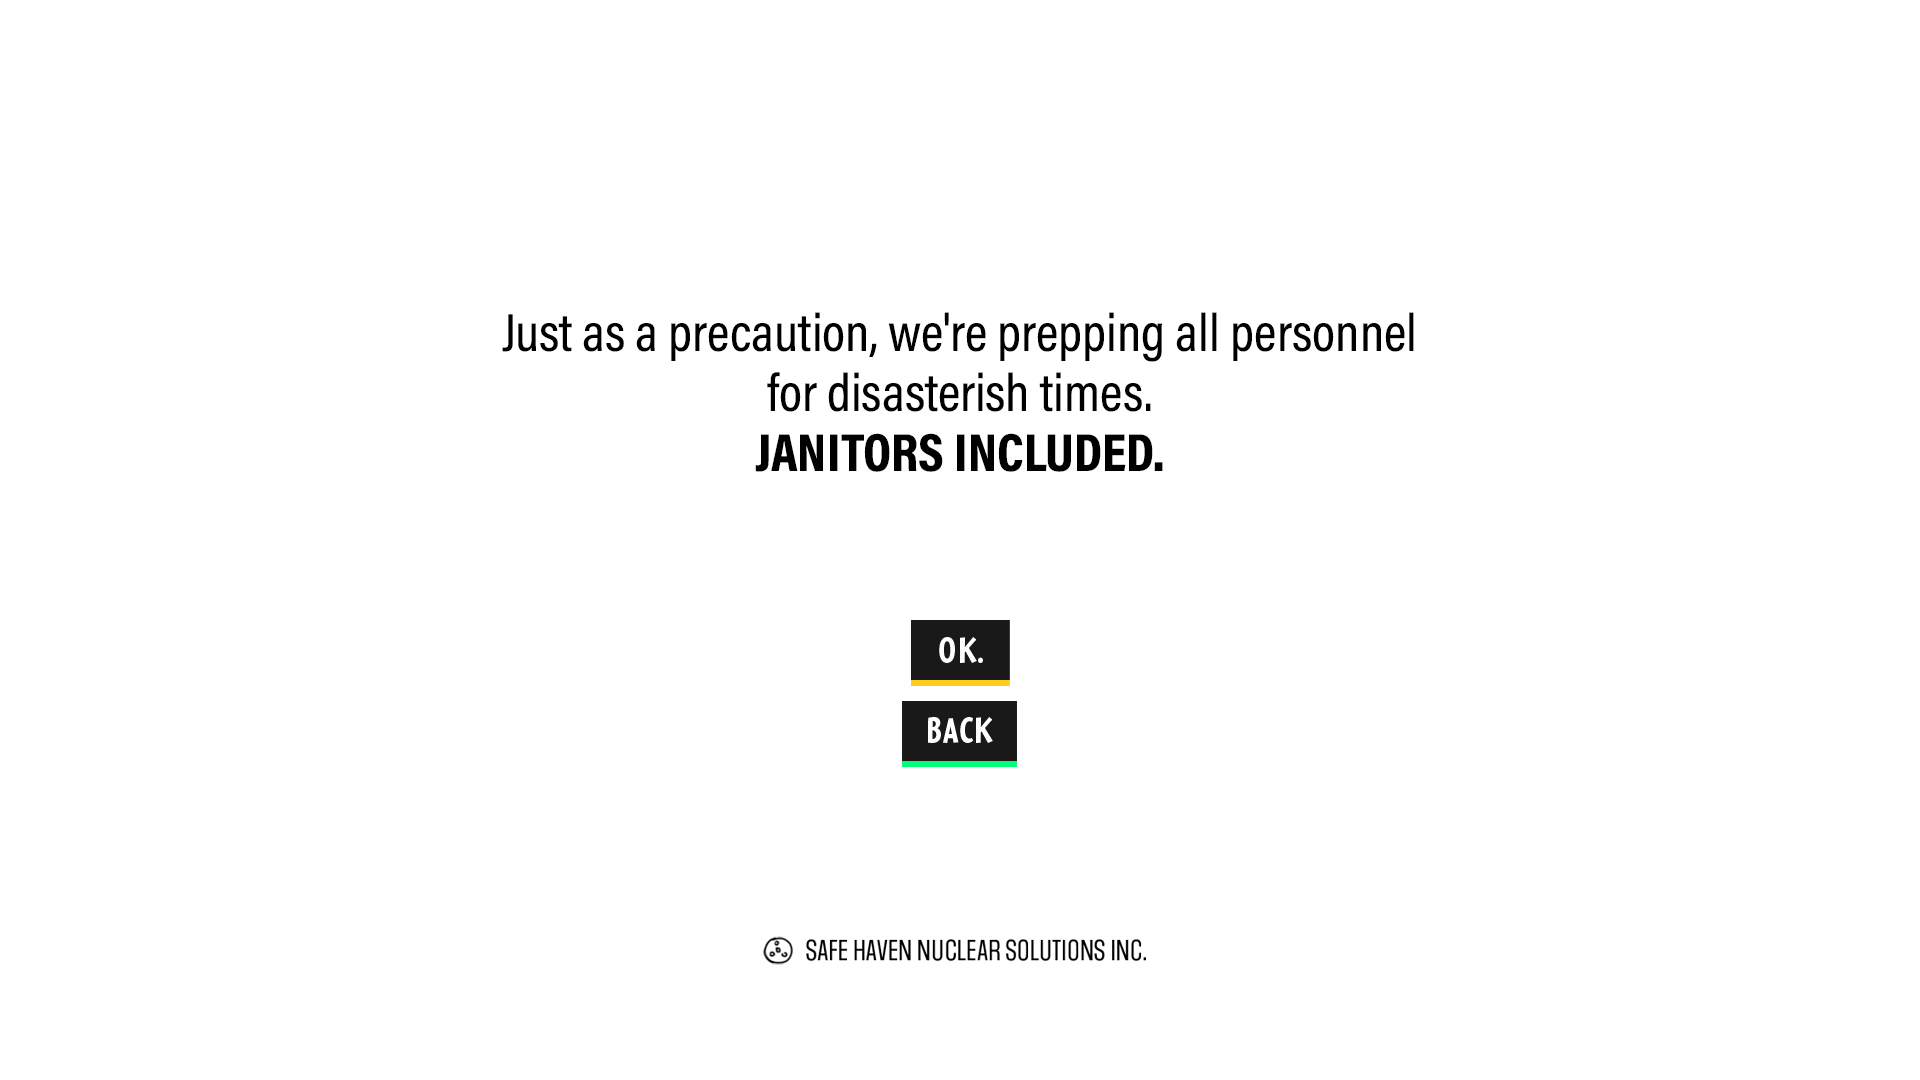 Just as a precaution, we're prepping all personnel
for disasterish times.
JANITORS INCLUDED.
OK.
BACK
SAFE HAVEN NUCLEAR SOLUTIONS INC.